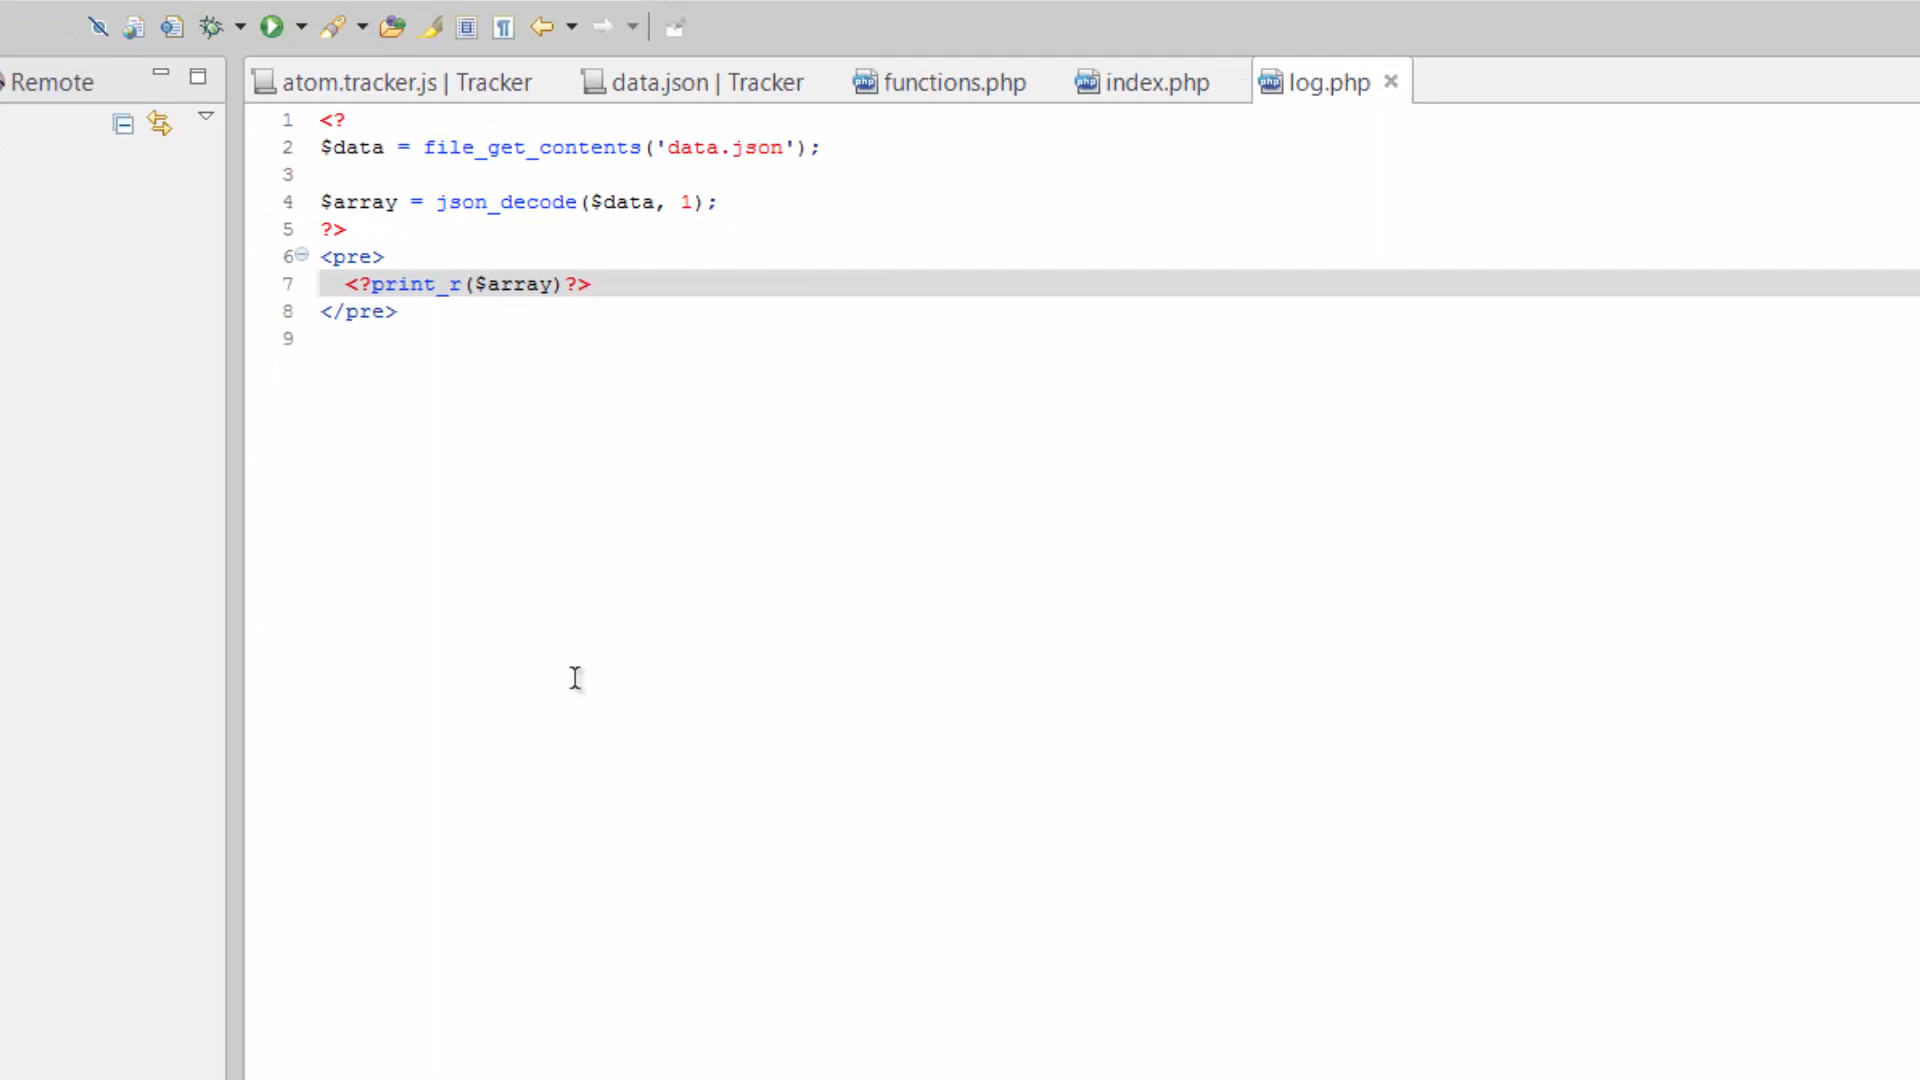 Remote
atom.tracker.js | Tracker
data.json | Tracker
functions.php
index.php
log.php
1 <?
2 $data = file_get_contents('data.json');
3
4 $array = json_decode($data, 1);
5 ?>
6 <pre>
7 <?print_r($array)?>
8 </pre>
9